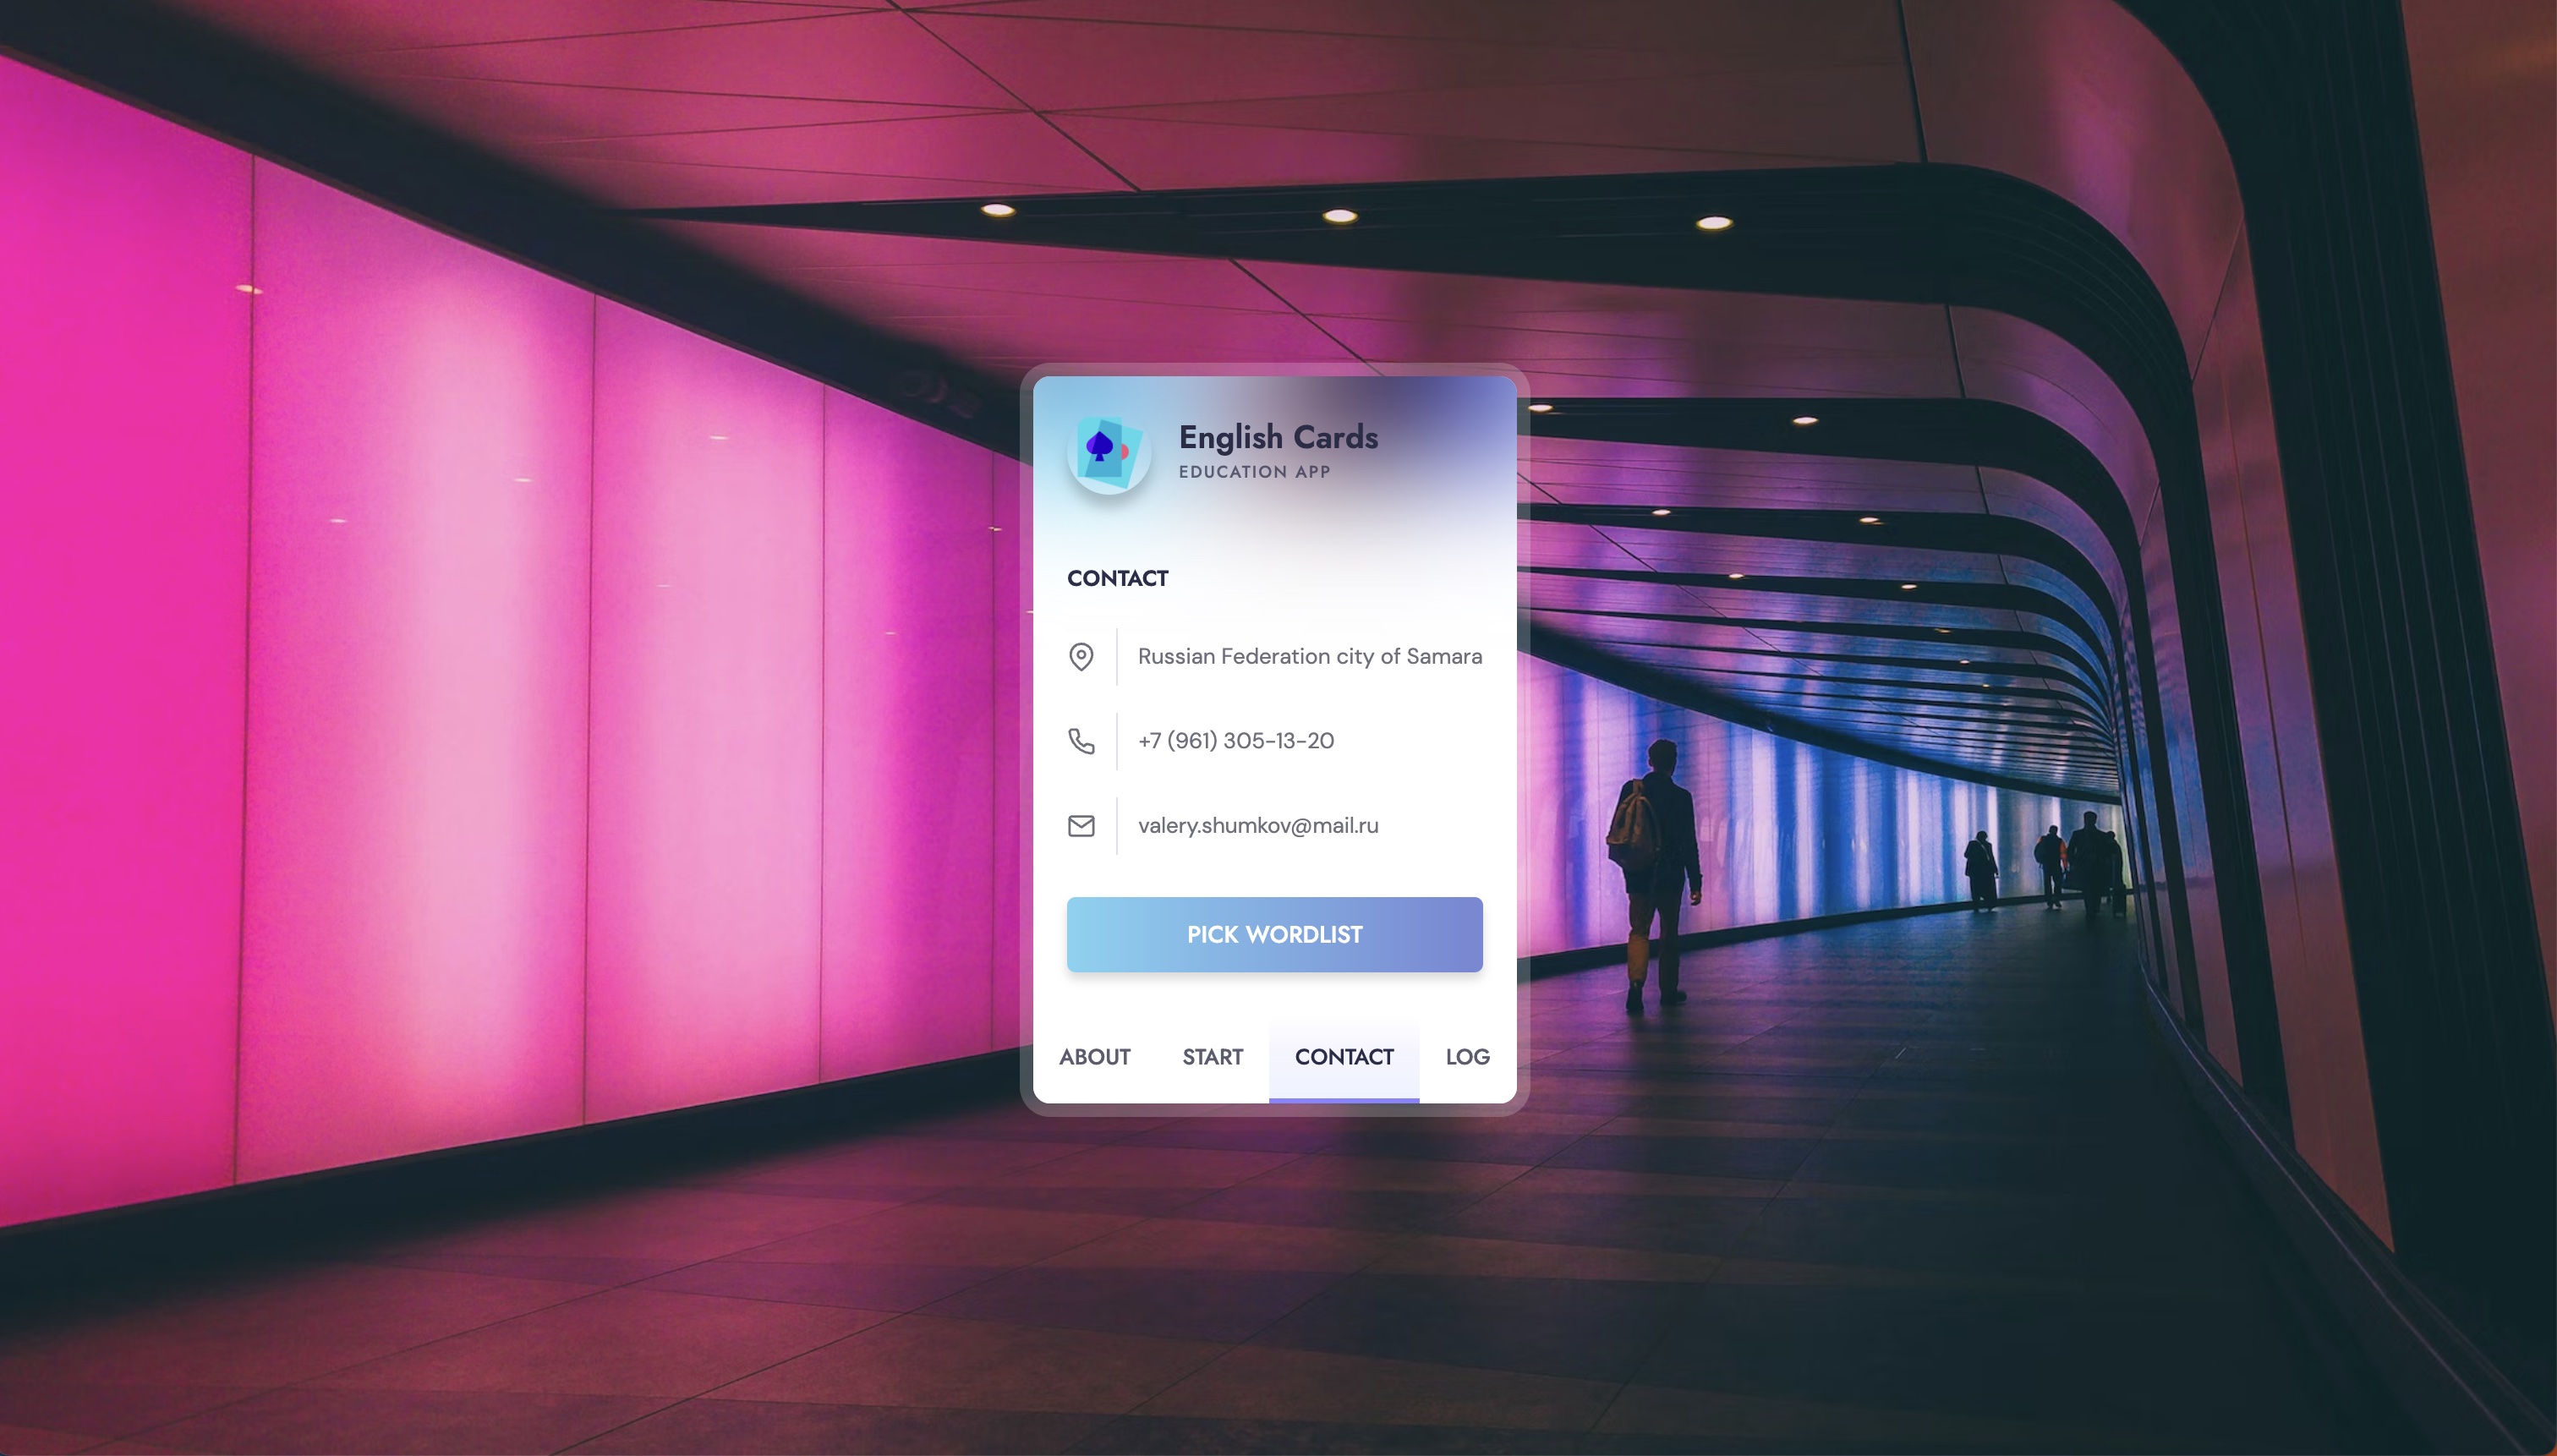 English Cards
EDUCATION APP
CONTACT
Russian Federation city of Samara
+7 (961) 305-13-20
valery.shumkov@mail.ru
PICK WORDLIST
ABOUT START CONTACT LOG